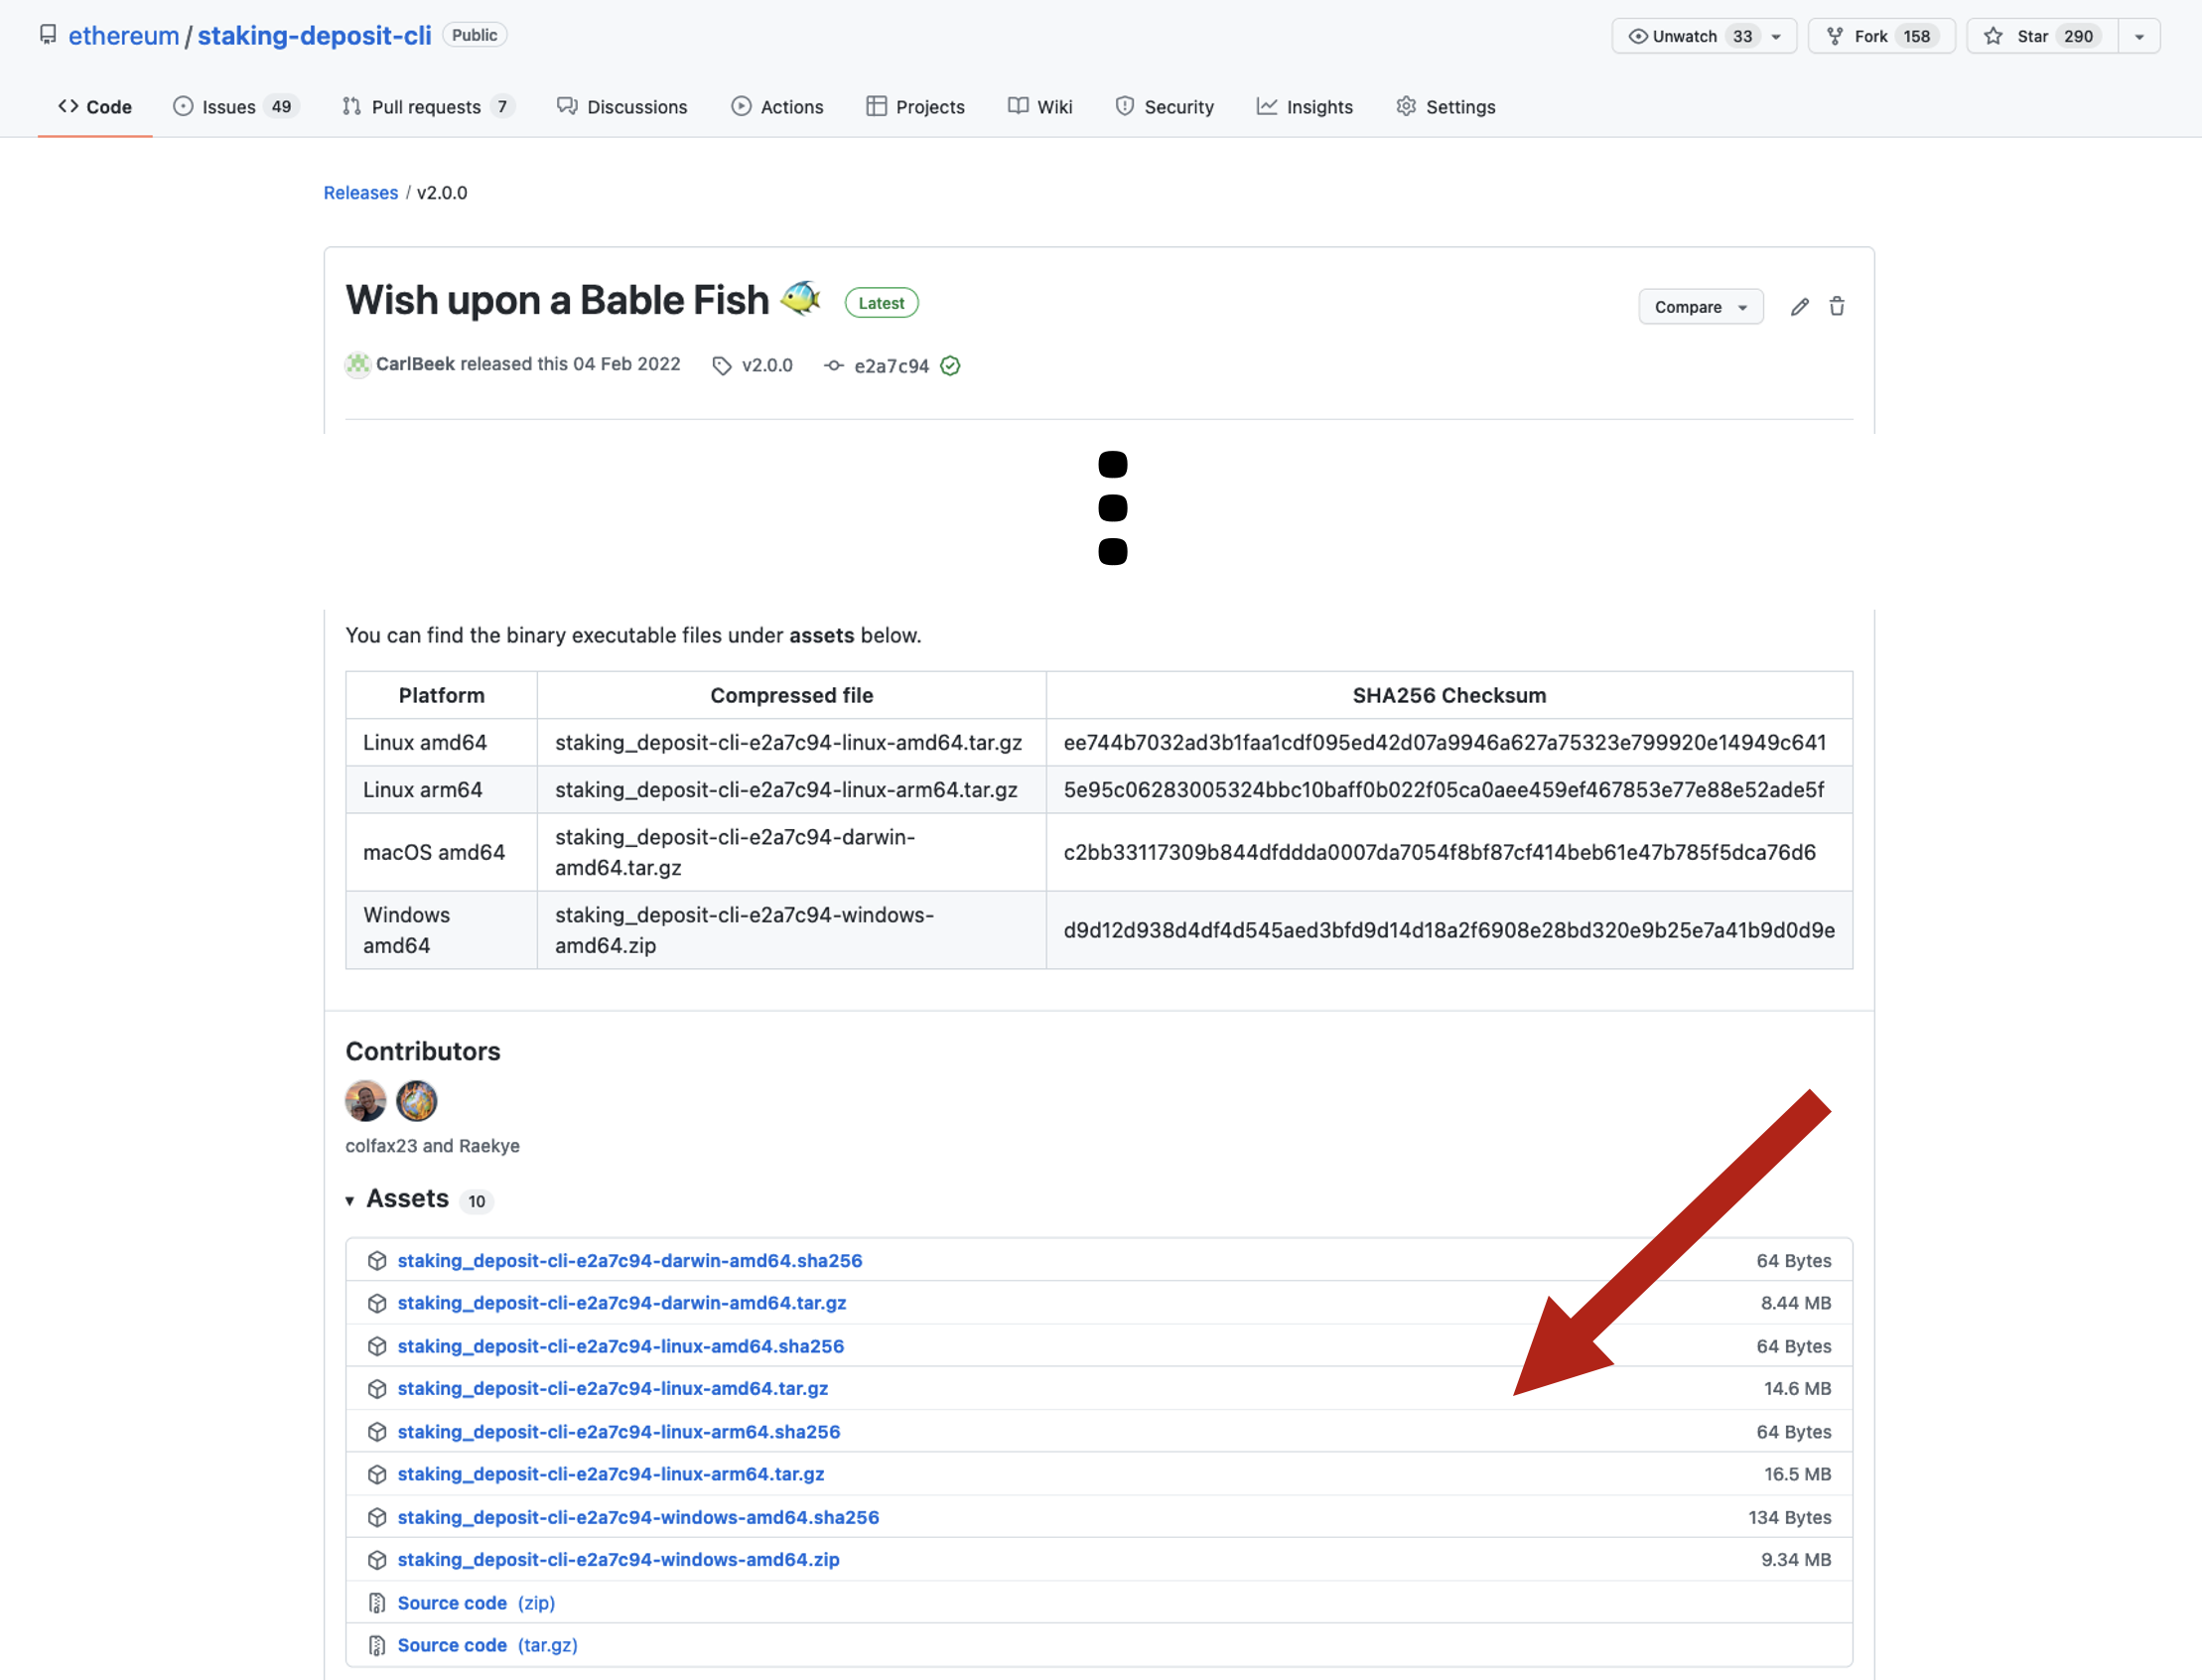 ethereum / staking-deposit-cli Public Unwatch 33 Fork 158 Star 290
Code Issues 49 Pull requests 7 Discussions Actions Projects Wiki Security Insights Settings
Releases / v2.0.0
Wish upon a Bable Fish 🐠 Latest Compare
CarlBeek released this 04 Feb 2022 v2.0.0 e2a7c94
You can find the binary executable files under assets below.
Platform Compressed file SHA256 Checksum
Linux amd64 staking_deposit-cli-e2a7c94-linux-amd64.tar.gz ee744b7032ad3b1faa1cdf095ed42d07a9946a627a75323e799920e14949c641
Linux arm64 staking_deposit-cli-e2a7c94-linux-arm64.tar.gz 5e95c06283005324bbc10baff0b022f05ca0aee459ef467853e77e88e52ade5f
macOS amd64 staking_deposit-cli-e2a7c94-darwin-
amd64.tar.gz c2bb33117309b844dfddda0007da7054f8bf87cf414beb61e47b785f5dca76d6
Windows
amd64 staking_deposit-cli-e2a7c94-windows-
amd64.zip d9d12d938d4df4d545aed3bfd9d14d18a2f6908e28bd320e9b25e7a41b9d0d9e
Contributors
colfax23 and Raekye
Assets 10
staking_deposit-cli-e2a7c94-darwin-amd64.sha256 64 Bytes
staking_deposit-cli-e2a7c94-darwin-amd64.tar.gz 8.44 MB
staking_deposit-cli-e2a7c94-linux-amd64.sha256 64 Bytes
staking_deposit-cli-e2a7c94-linux-amd64.tar.gz 14.6 MB
staking_deposit-cli-e2a7c94-linux-arm64.sha256 64 Bytes
staking_deposit-cli-e2a7c94-linux-arm64.tar.gz 16.5 MB
staking_deposit-cli-e2a7c94-windows-amd64.sha256 134 Bytes
staking_deposit-cli-e2a7c94-windows-amd64.zip 9.34 MB
Source code (zip)
Source code (tar.gz)